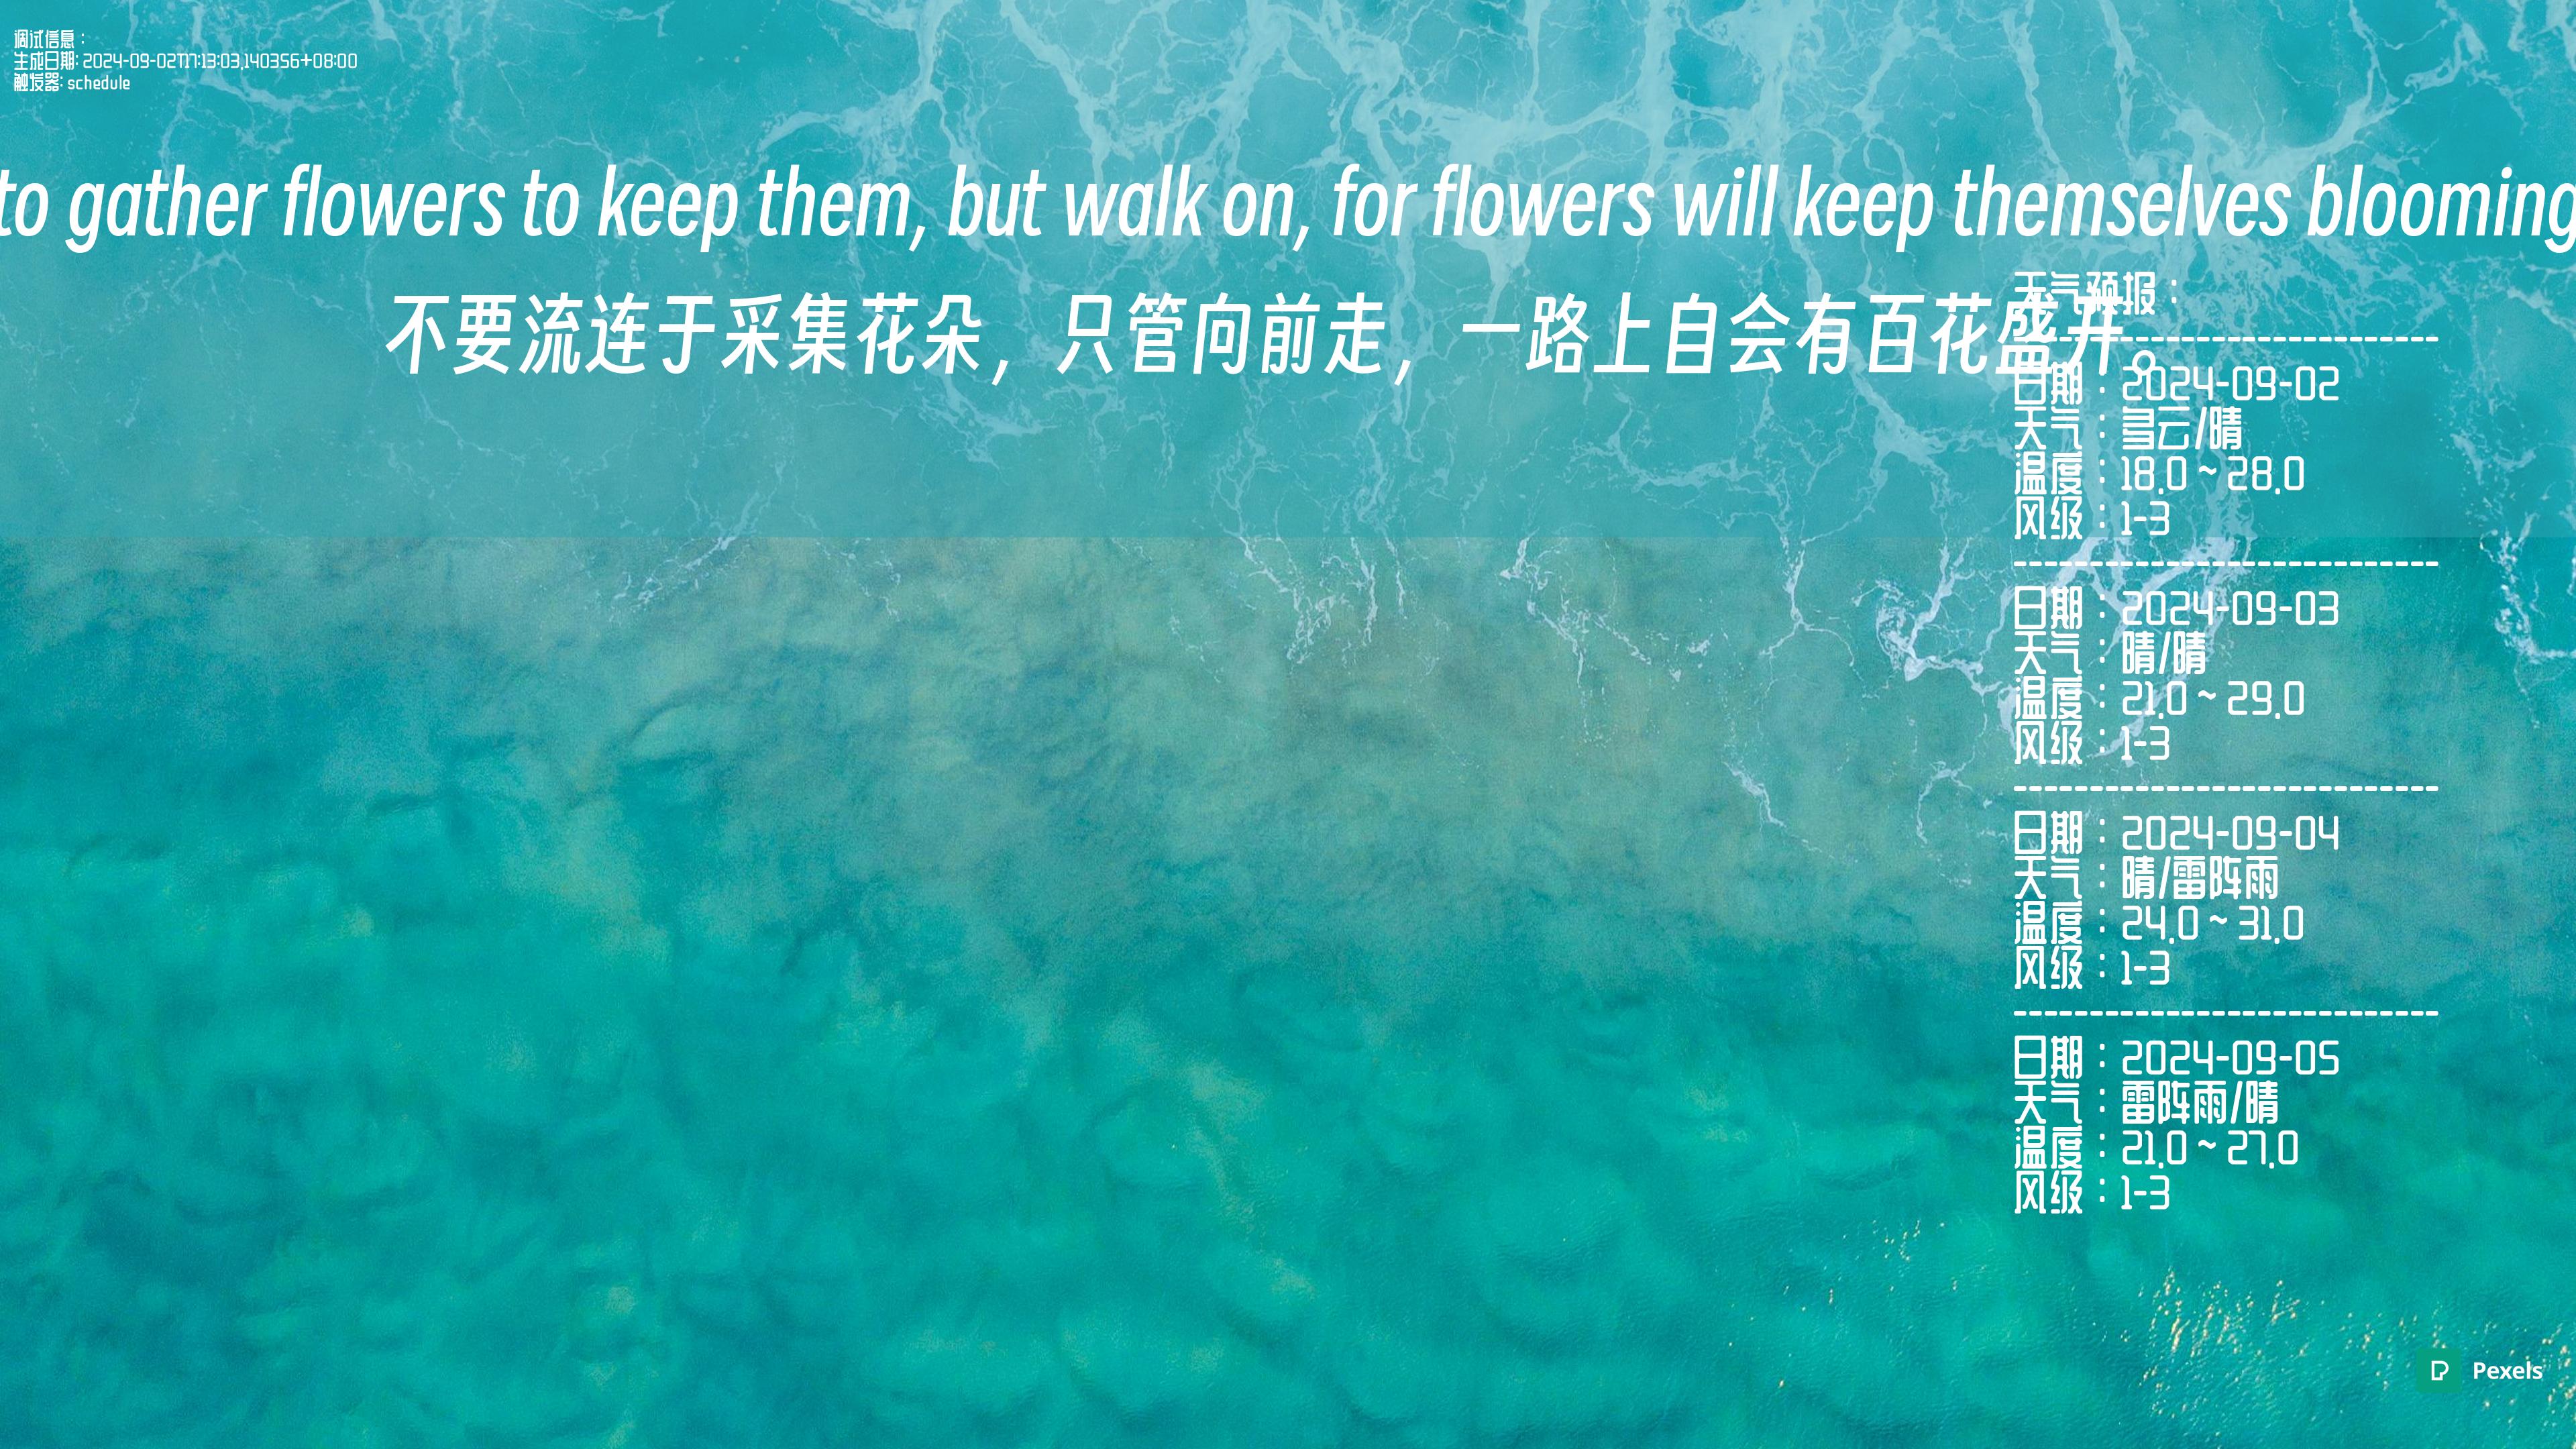 调试信息：
生成日期: 2024-09-02T17:13:03.140356+08:00
触发器: schedule
to gather flowers to keep them, but walk on, for flowers will keep themselves blooming
不要流连于采集花朵，只管向前走，一路上自会有百花盛开。
天气预报：
----------------------------
日期：2024-09-02
天气：多云/晴
温度：18.0 ~ 28.0
风级：1-3
----------------------------
日期：2024-09-03
天气：晴/晴
温度：21.0 ~ 29.0
风级：1-3
----------------------------
日期：2024-09-04
天气：晴/雷阵雨
温度：24.0 ~ 31.0
风级：1-3
----------------------------
日期：2024-09-05
天气：雷阵雨/晴
温度：21.0 ~ 27.0
风级：1-3
Pexels